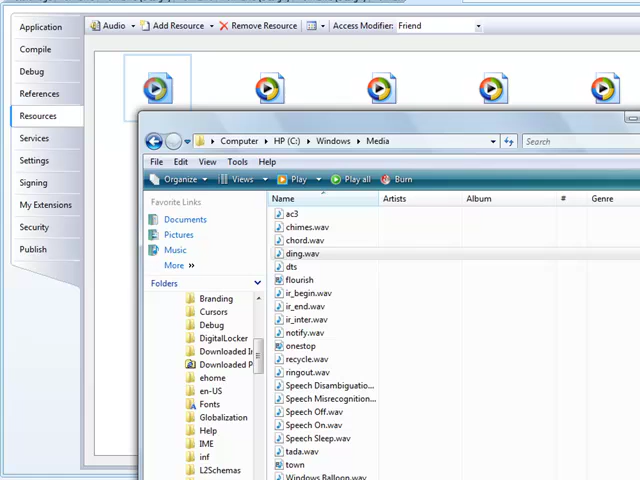 Application
Audio
Add Resource
Remove Resource
Access Modifier:
Friend
Compile
Debug
References
Resources
Services
Settings
Signing
My Extensions
Security
Publish
Computer
HP (C:)
Windows
Media
Search
File
Edit
View
Tools
Help
Organize
Views
Play
Play all
Burn
Favorite Links
Documents
Pictures
Music
More »
Folders
Branding
Cursors
Debug
DigitalLocker
Downloaded
Downloaded
ehome
en-US
Fonts
Globalization
Help
IME
inf
L2Schemas
Name
Artists
Album
#
Genre
ac3
chimes.wav
chord.wav
ding.wav
dts
flourish
ir_begin.wav
ir_end.wav
ir_inter.wav
notify.wav
onestop
recycle.wav
ringout.wav
Speech Disambiguatio...
Speech Misrecognition...
Speech Off.wav
Speech On.wav
Speech Sleep.wav
tada.wav
town
Windows Balloon.wav